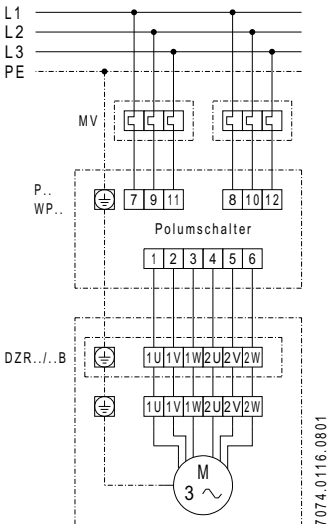 L1
L2
L3
PE
MV
P..
WP..
7 9 11 8 10 12
Polumschalter
1 2 3 4 5 6
DZR../..B
1U 1V 1W 2U 2V 2W
1U 1V 1W 2U 2V 2W
M
3 ~
7074.0116.0801